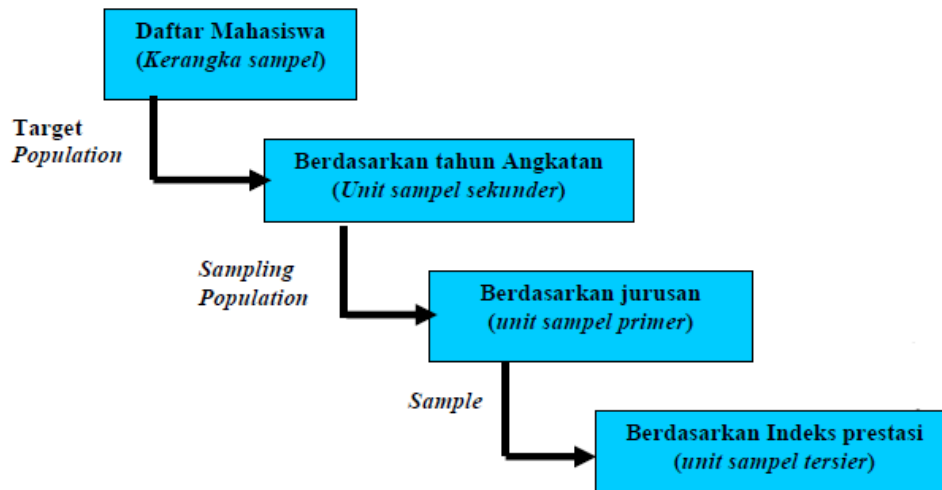 Daftar Mahasiswa
(Kerangka sampel)
Target
Population
Berdasarkan tahun Angkatan
(Unit sampel sekunder)
Sampling
Population
Berdasarkan jurusan
(unit sampel primer)
Sample
Berdasarkan Indeks prestasi
(unit sampel tersier)